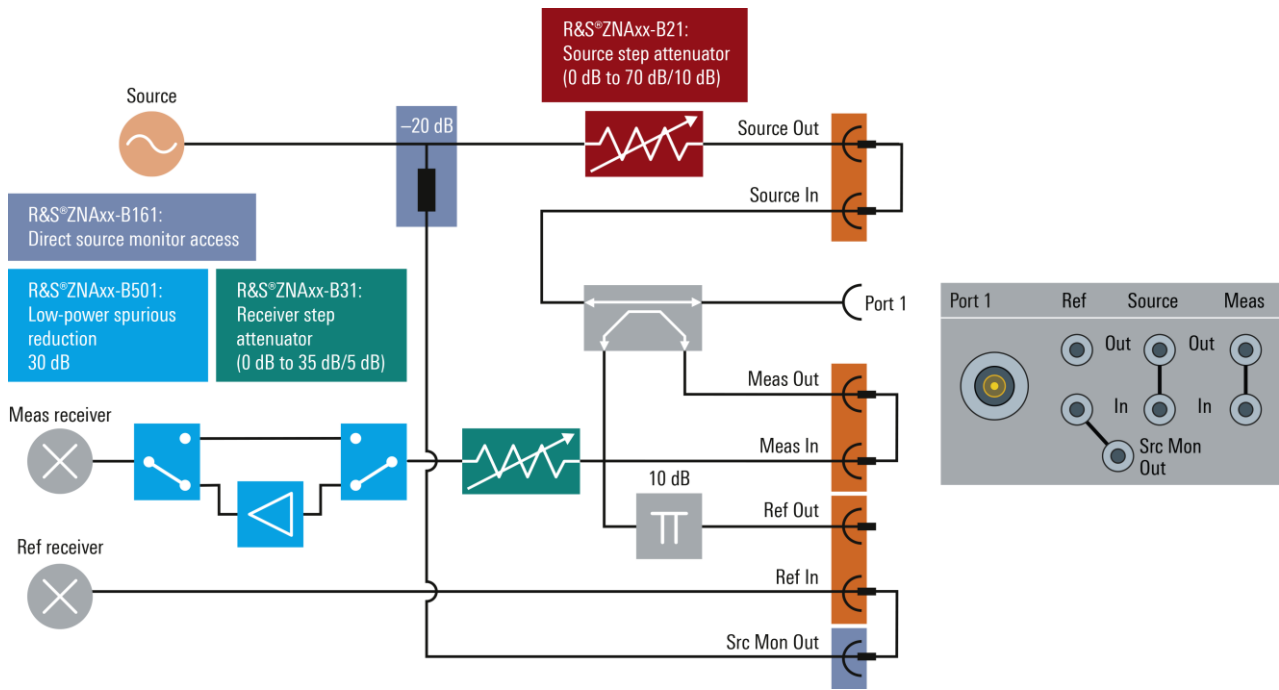 R&S®ZNAxx-B21:
Source step attenuator
(0 dB to 70 dB/10 dB)
Source
–20 dB
Source Out
Source In
R&S®ZNAxx-B161:
Direct source monitor access
R&S®ZNAxx-B501:
Low-power spurious
reduction
30 dB
R&S®ZNAxx-B31:
Receiver step
attenuator
(0 dB to 35 dB/5 dB)
Port 1
Meas Out
Meas receiver
Meas In
10 dB
Ref Out
Ref receiver
Ref In
Src Mon Out
Port 1 Ref Source Meas
Out Out
In In
Src Mon
Out